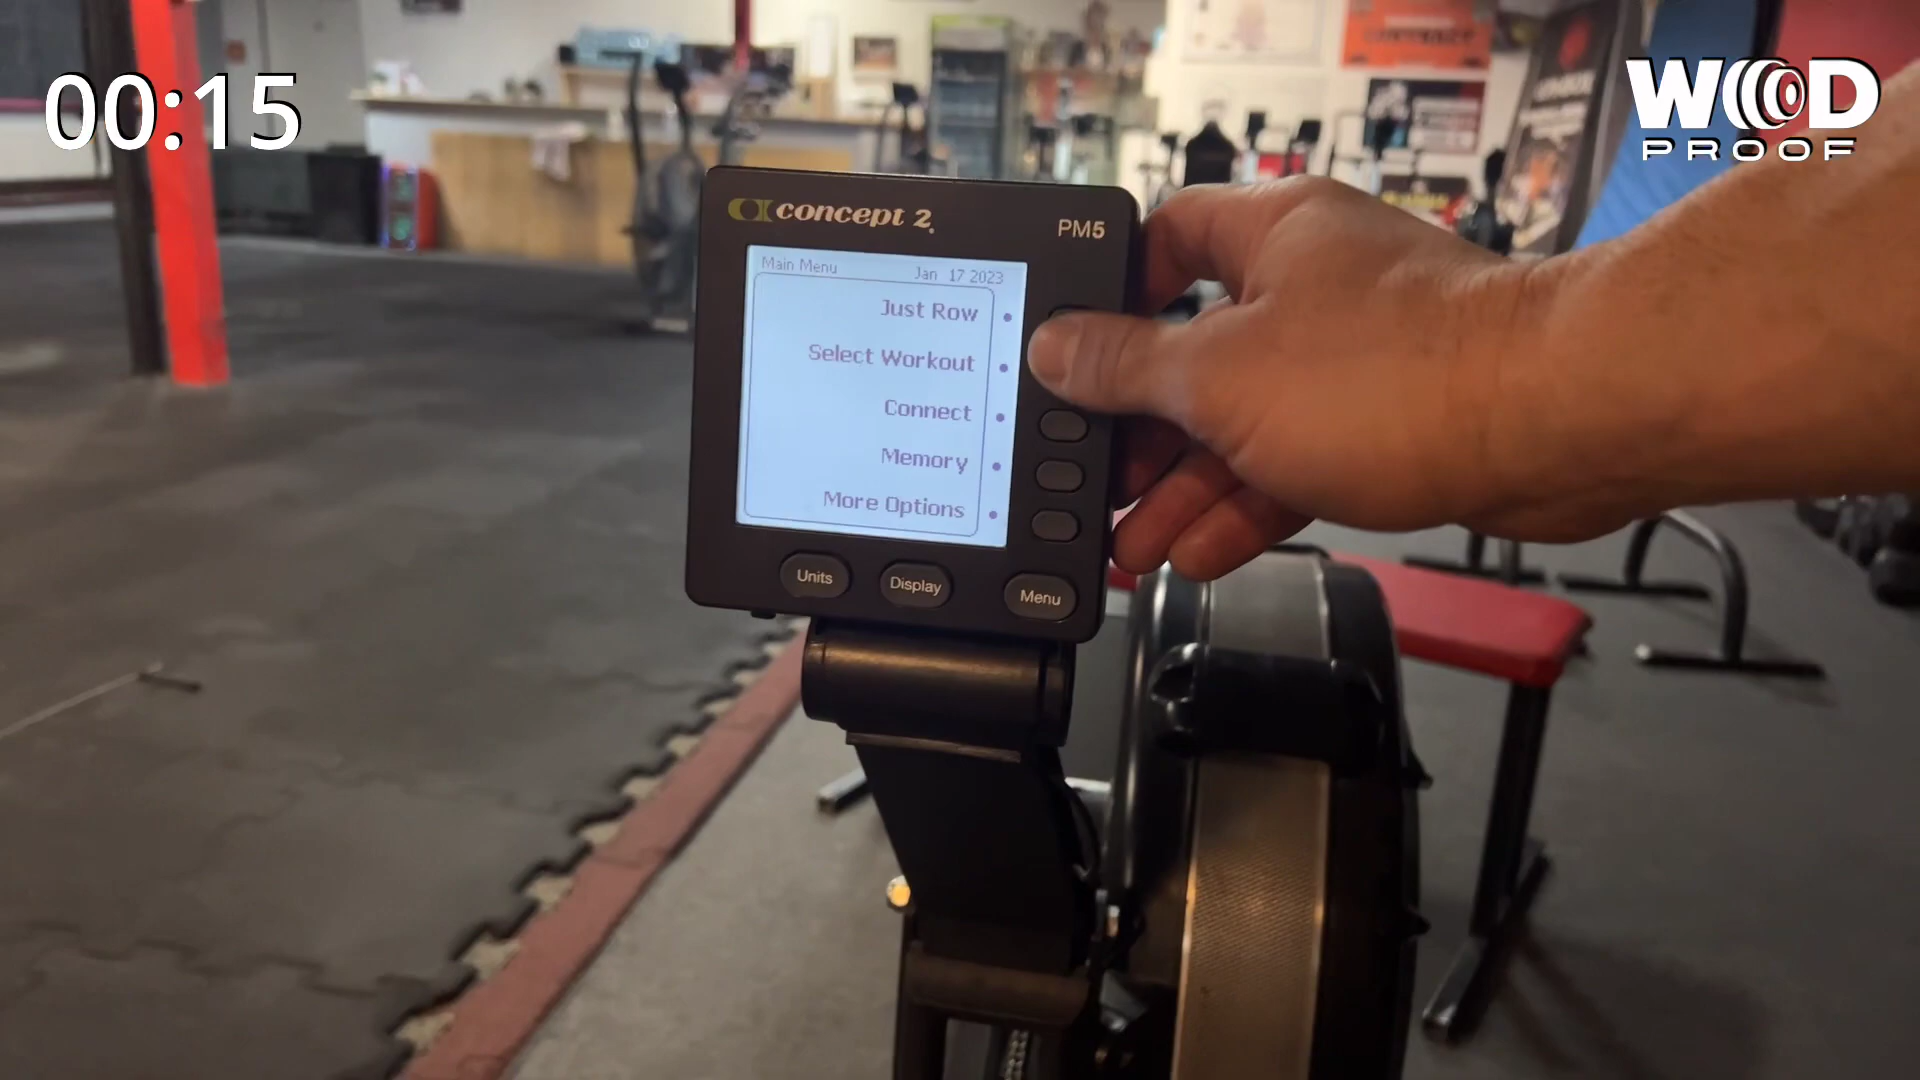 00:15
WOD
PROOF
concept 2.
PM5
Main Menu Jan 17 2023
Just Row
Select Workout
Connect
Memory
More Options
Units Display Menu